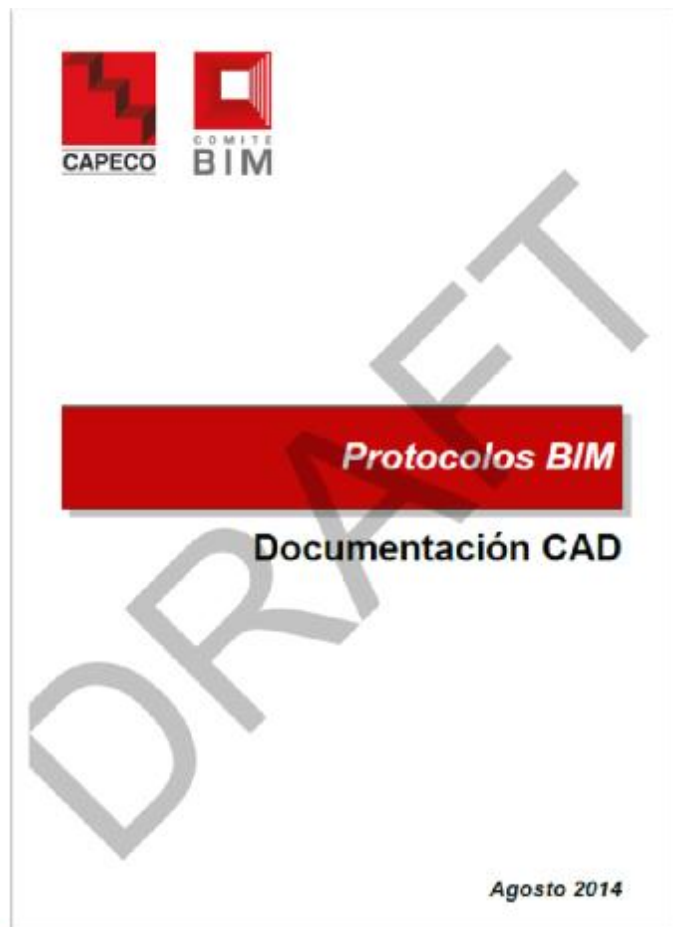 CAPECO
COMITE
BIM
Protocolos BIM
Documentación CAD
DRAFT
Agosto 2014